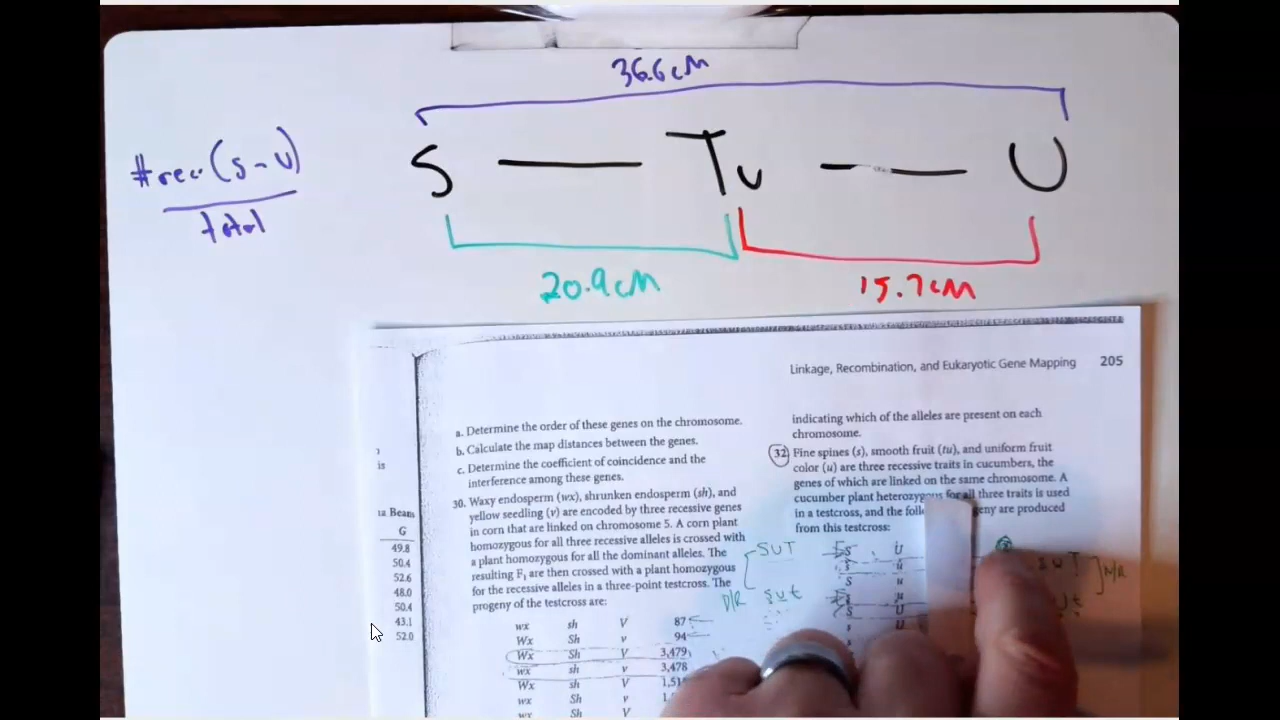 36.6 cM
#rec (S-U)
total
S Tu U
20.9 cM
15.7 cM
Linkage, Recombination, and Eukaryotic Gene Mapping 205
a. Determine the order of these genes on the chromosome.
b. Calculate the map distances between the genes.
c. Determine the coefficient of coincidence and the
interference among these genes.
30. Waxy endosperm (wx), shrunken endosperm (sh), and
yellow seedling (v) are encoded by three recessive genes
in corn that are linked on chromosome 5. A corn plant
homozygous for all three recessive alleles is crossed with
a plant homozygous for all the dominant alleles. The
resulting F1 are then crossed with a plant homozygous
for the recessive alleles in a three-point testcross. The
progeny of the testcross are:
wx sh V 87
Wx Sh v 94
Wx Sh V 3,479
wx sh v 3,478
Wx sh V
wx Sh v
wx Sh V
indicating which of the alleles are present on each
chromosome.
32 Fine spines (s), smooth fruit (tu), and uniform fruit
color (u) are three recessive traits in cucumbers, the
genes of which are linked on the same chromosome. A
cucumber plant heterozygous for all three traits is used
in a testcross, and the progeny are produced
from this testcross:
SUT
D/R sut
U
s u
S u
u
S U
s U
N/R
is
G
49.8
50.4
52.6
48.0
50.4
43.1
52.0